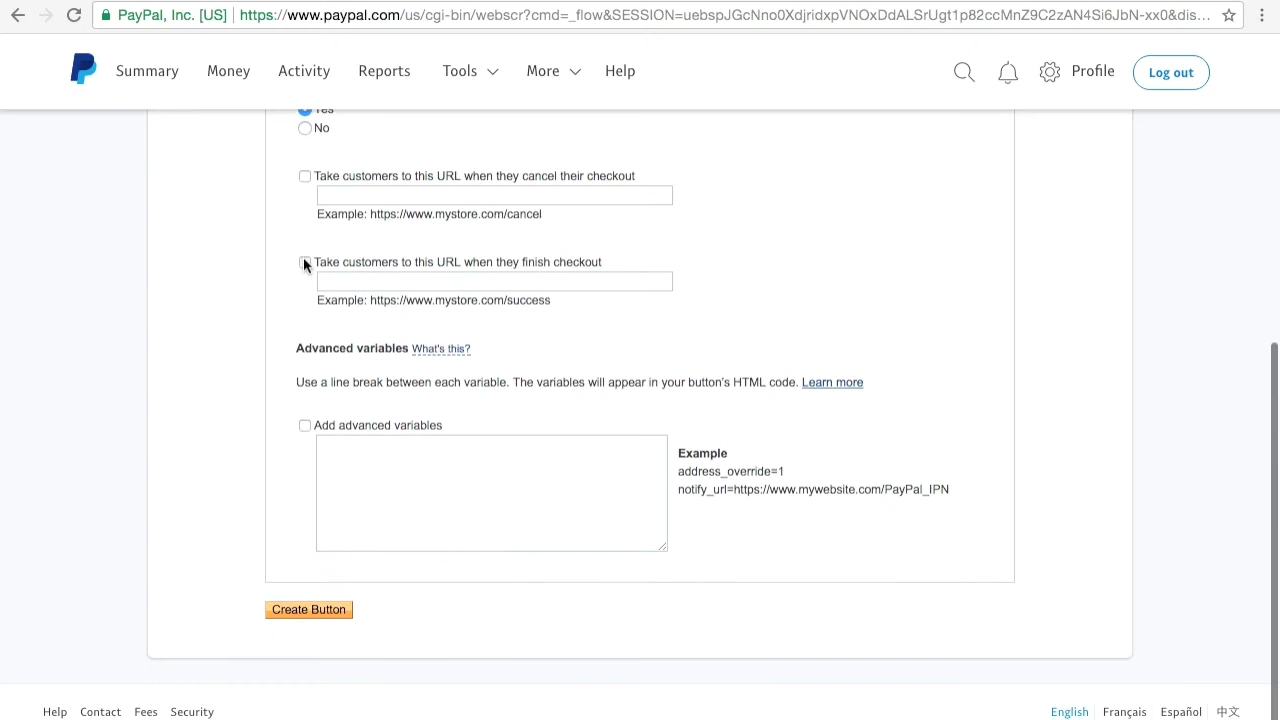 PayPal, Inc. [US] | https://www.paypal.com/us/cgi-bin/webscr?cmd=_flow&SESSION=uebspJGcNno0XdjridxpVNOxDdALSrUgt1p82ccMnZ9C2zAN4Si6JbN-xx0&dis...
Summary Money Activity Reports Tools More Help Profile Log out
Yes
No
Take customers to this URL when they cancel their checkout
Example: https://www.mystore.com/cancel
Take customers to this URL when they finish checkout
Example: https://www.mystore.com/success
Advanced variables What's this?
Use a line break between each variable. The variables will appear in your button's HTML code. Learn more
Add advanced variables
Example
address_override=1
notify_url=https://www.mywebsite.com/PayPal_IPN
Create Button
Help Contact Fees Security English Français Español 中文